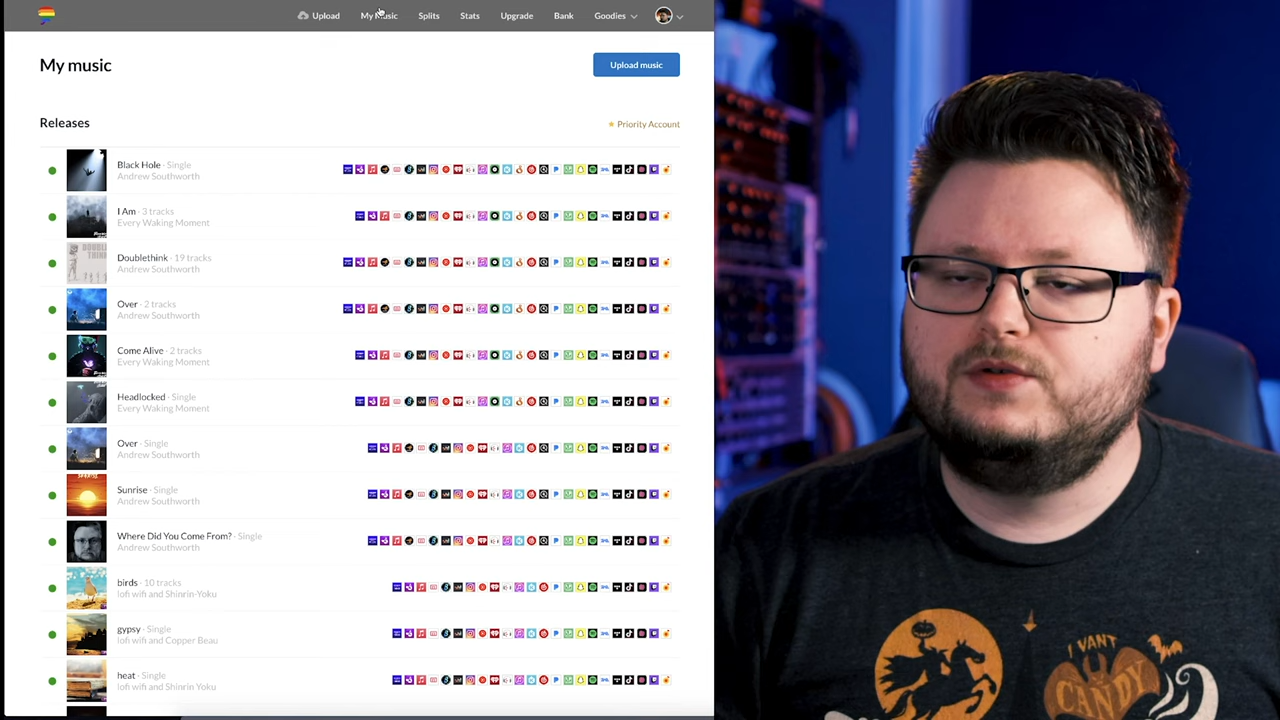 Upload My Music Splits Stats Upgrade Bank Goodies
My music
Upload music
Releases
Priority Account
Black Hole · Single
Andrew Southworth
I Am · 3 tracks
Every Waking Moment
Doublethink · 19 tracks
Andrew Southworth
Over · 2 tracks
Andrew Southworth
Come Alive · 2 tracks
Every Waking Moment
Headlocked · Single
Every Waking Moment
Over · Single
Andrew Southworth
Sunrise · Single
Andrew Southworth
Where Did You Come From? · Single
Andrew Southworth
birds · 10 tracks
lofi wifi and Shinrin-Yoku
gypsy · Single
lofi wifi and Copper Beau
heat · Single
lofi wifi and Shinrin Yoku
I VANT
CANDY